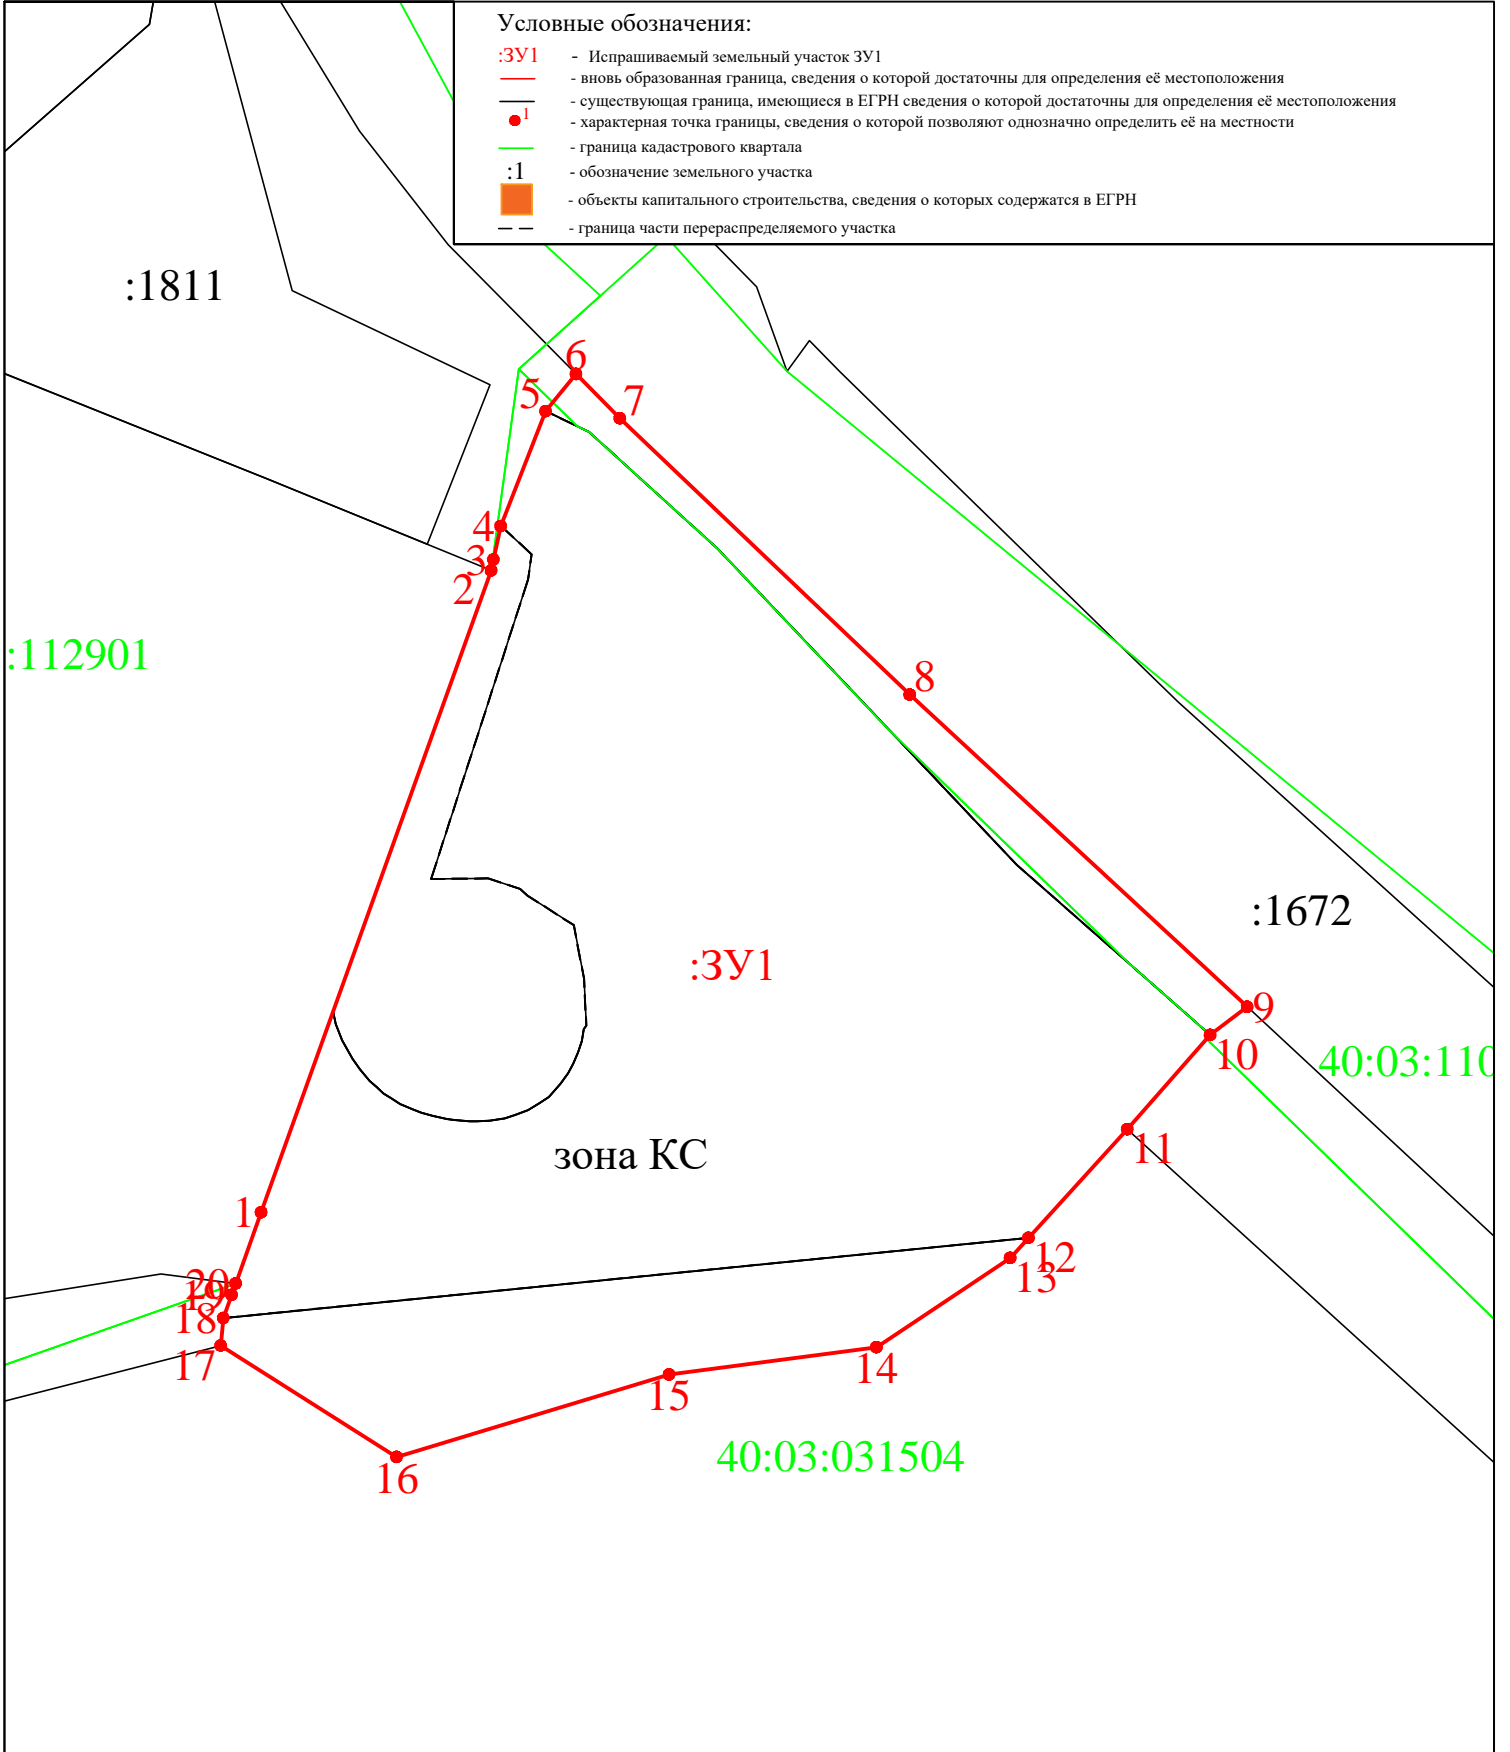 Условные обозначения:
:ЗУ1 - Испрашиваемый земельный участок ЗУ1
- вновь образованная граница, сведения о которой достаточны для определения её местоположения
- существующая граница, имеющиеся в ЕГРН сведения о которой достаточны для определения её местоположения
1 - характерная точка границы, сведения о которой позволяют однозначно определить её на местности
- граница кадастрового квартала
:1 - обозначение земельного участка
- объекты капитального строительства, сведения о которых содержатся в ЕГРН
- граница части перераспределяемого участка
:1811
6
5
7
4
3
2
:112901
8
:1672
:ЗУ1
9
10
40:03:110
11
зона КС
1
12
13
20
19
18
17
14
15
40:03:031504
16